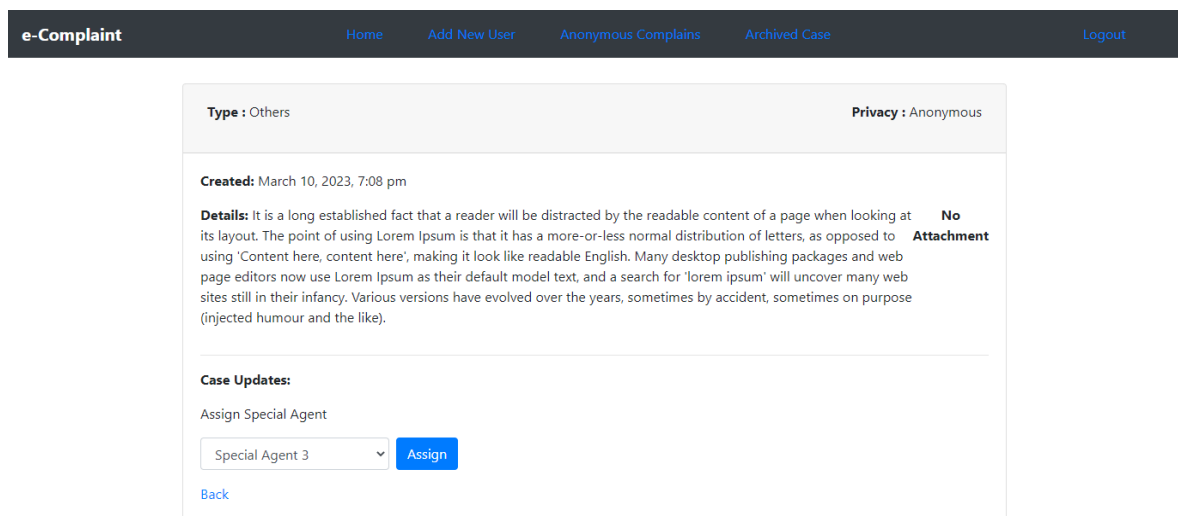 e-Complaint Home Add New User Anonymous Complains Archived Case Logout
Type : Others Privacy : Anonymous
Created: March 10, 2023, 7:08 pm
Details: It is a long established fact that a reader will be distracted by the readable content of a page when looking at
its layout. The point of using Lorem Ipsum is that it has a more-or-less normal distribution of letters, as opposed to
using 'Content here, content here', making it look like readable English. Many desktop publishing packages and web
page editors now use Lorem Ipsum as their default model text, and a search for 'lorem ipsum' will uncover many web
sites still in their infancy. Various versions have evolved over the years, sometimes by accident, sometimes on purpose
(injected humour and the like).
No
Attachment
Case Updates:
Assign Special Agent
Special Agent 3 Assign
Back